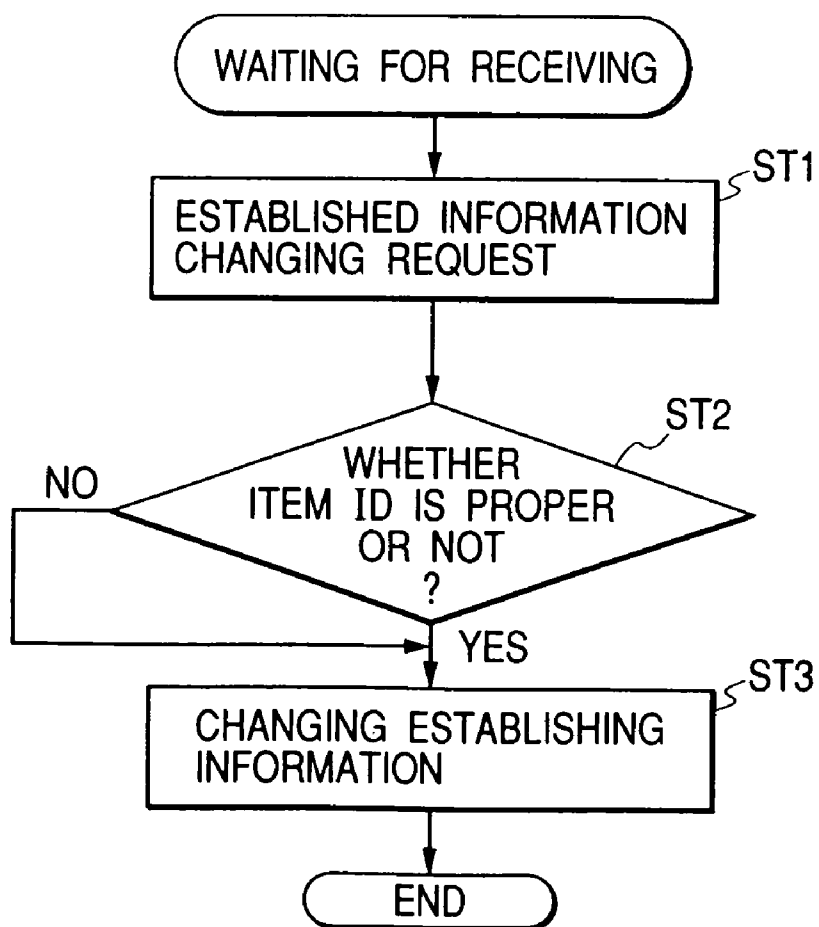 WAITING FOR RECEIVING
ST1
ESTABLISHED INFORMATION
CHANGING REQUEST
ST2
WHETHER
ITEM ID IS PROPER
OR NOT
?
NO
YES
ST3
CHANGING ESTABLISHING
INFORMATION
END